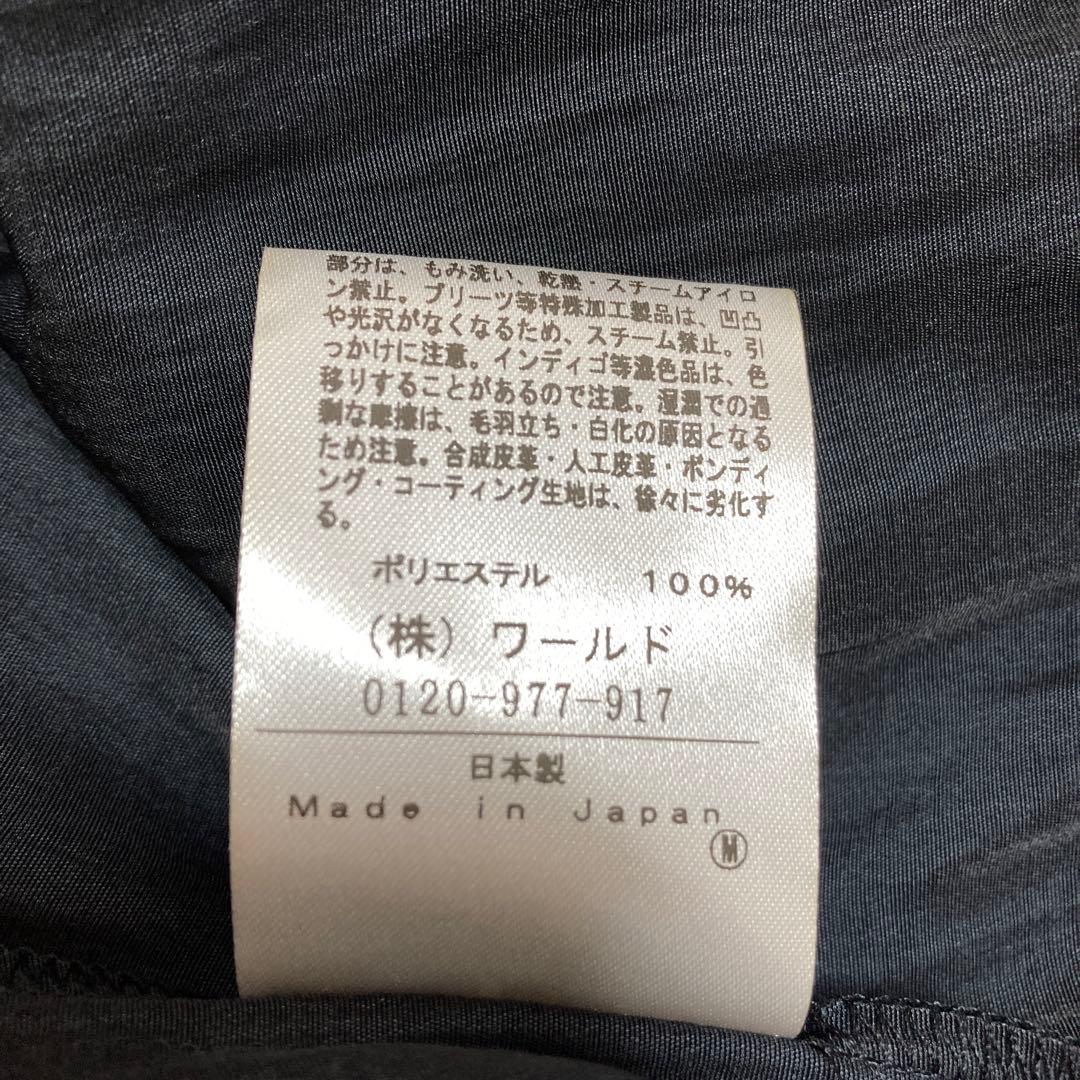 部分は、もみ洗い、乾燥・スチームアイロ
ン禁止。プリーツ等特殊加工製品は、凹凸
や光沢がなくなるため、スチーム禁止。引
っかけに注意。インディゴ等濃色品は、色
移りすることがあるので注意。湿潤での過
剰な摩擦は、毛羽立ち・白化の原因となる
ため注意。合成皮革・人工皮革・ボンディ
ング・コーティング生地は、徐々に劣化す
る。
ポリエステル 100%
(株) ワールド
0120-977-917
日本製
Made in Japan
Ⓜ